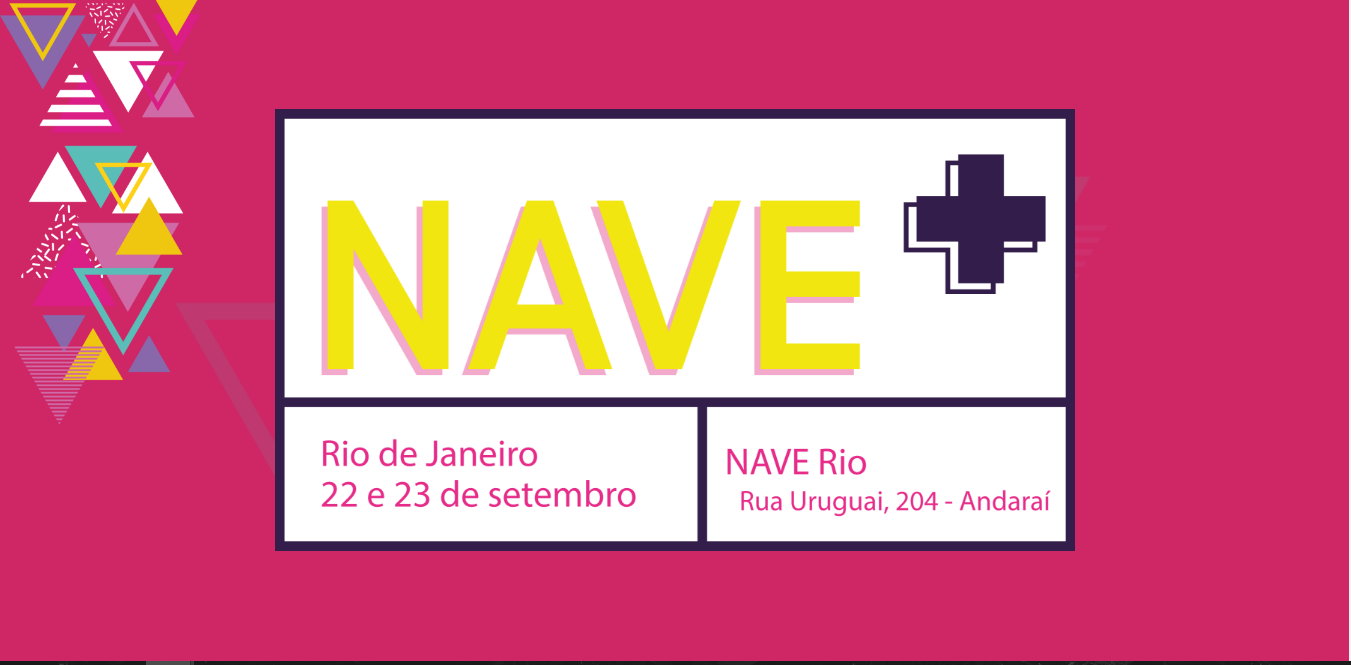 NAVE+
Rio de Janeiro
22 e 23 de setembro
NAVE Rio
Rua Uruguai, 204 - Andaraí